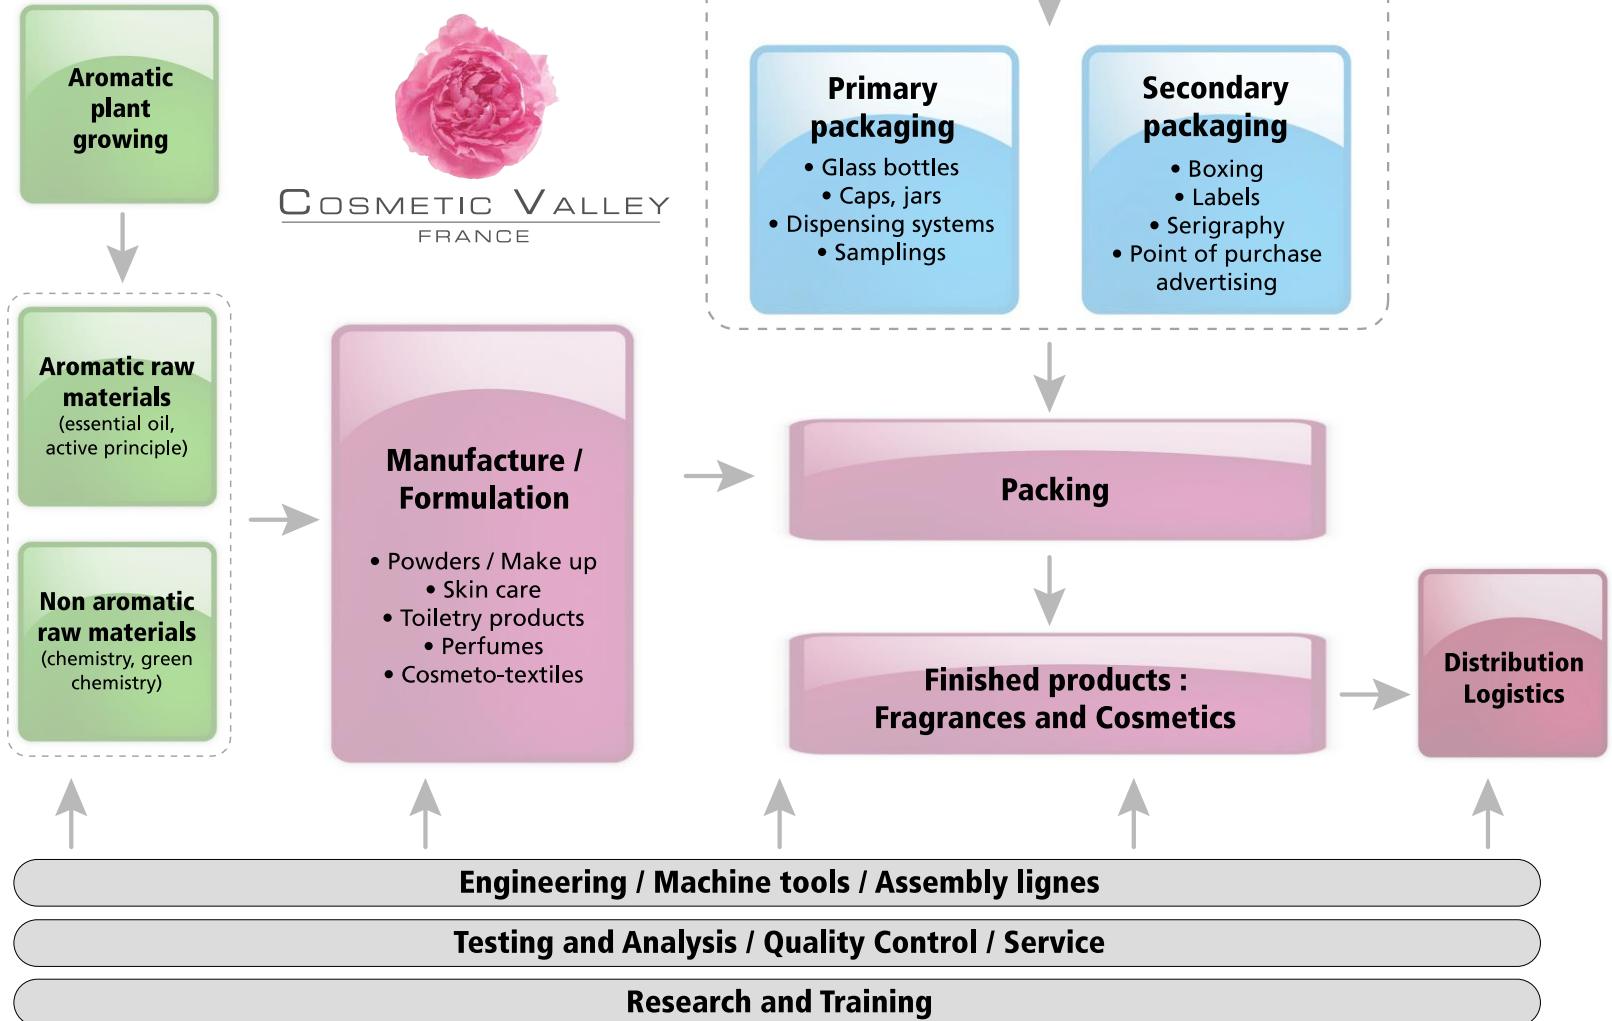 Aromatic
plant
growing
COSMETIC VALLEY
FRANCE
Primary
packaging
• Glass bottles
• Caps, jars
• Dispensing systems
• Samplings
Secondary
packaging
• Boxing
• Labels
• Serigraphy
• Point of purchase
advertising
Aromatic raw
materials
(essential oil,
active principle)
Non aromatic
raw materials
(chemistry, green
chemistry)
Manufacture /
Formulation
• Powders / Make up
• Skin care
• Toiletry products
• Perfumes
• Cosmeto-textiles
Packing
Finished products :
Fragrances and Cosmetics
Distribution
Logistics
Engineering / Machine tools / Assembly lignes
Testing and Analysis / Quality Control / Service
Research and Training